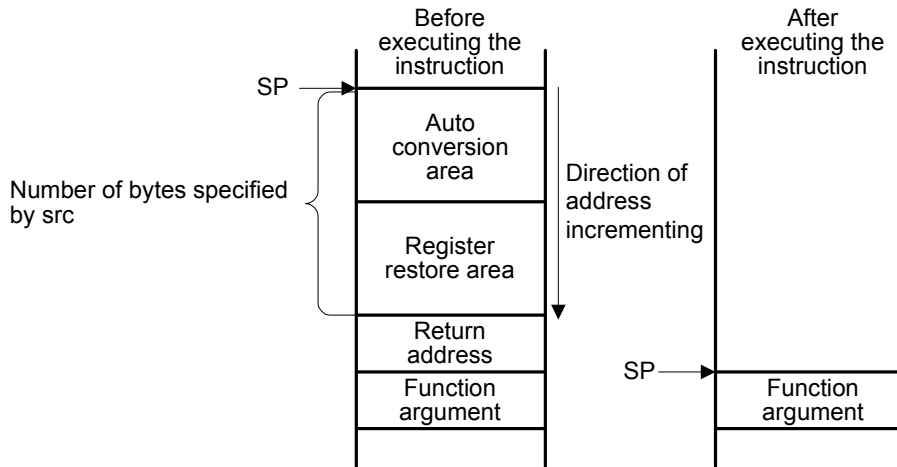 Before
executing the
instruction
After
executing the
instruction
SP
Auto
conversion
area
Number of bytes specified
by src
Direction of
address
incrementing
Register
restore area
Return
address
SP
Function
argument
Function
argument